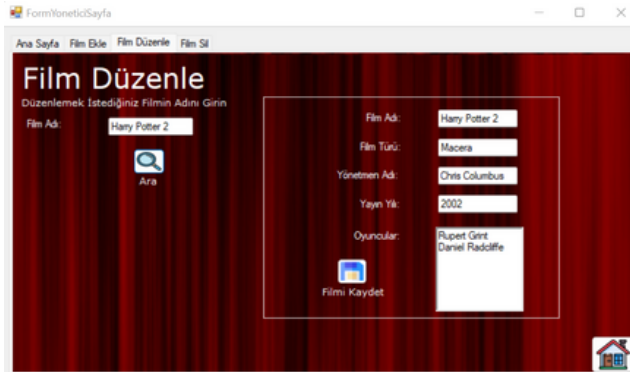 FormYoneticiSayfa
Ana Sayfa Film Ekle Film Düzenle Film Sil
Film Düzenle
Düzenlemek İstediğiniz Filmin Adını Girin
Film Adı: Harry Potter 2
Ara
Film Adı: Harry Potter 2
Film Türü: Macera
Yönetmen Adı: Chris Columbus
Yayın Yılı: 2002
Oyuncular: Rupert Grint
Daniel Radcliffe
Filmi Kaydet